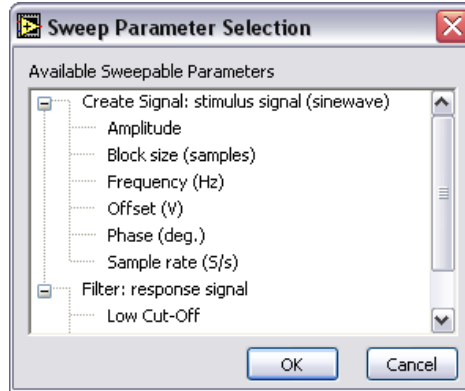 Sweep Parameter Selection
Available Sweepable Parameters
Create Signal: stimulus signal (sinewave)
Amplitude
Block size (samples)
Frequency (Hz)
Offset (V)
Phase (deg.)
Sample rate (S/s)
Filter: response signal
Low Cut-Off
OK
Cancel